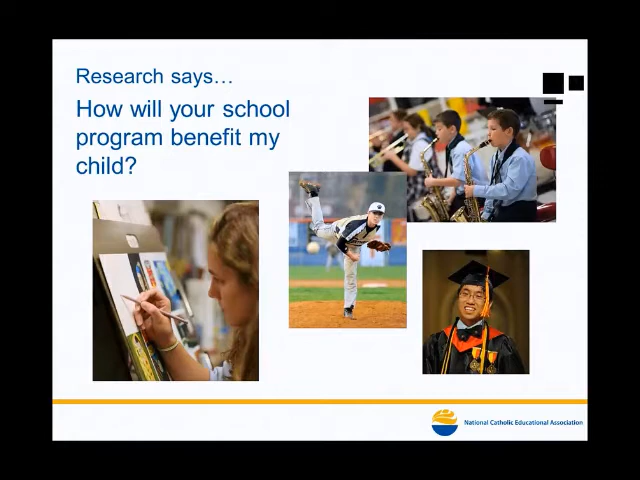 Research says…
How will your school
program benefit my
child?
National Catholic Educational Association